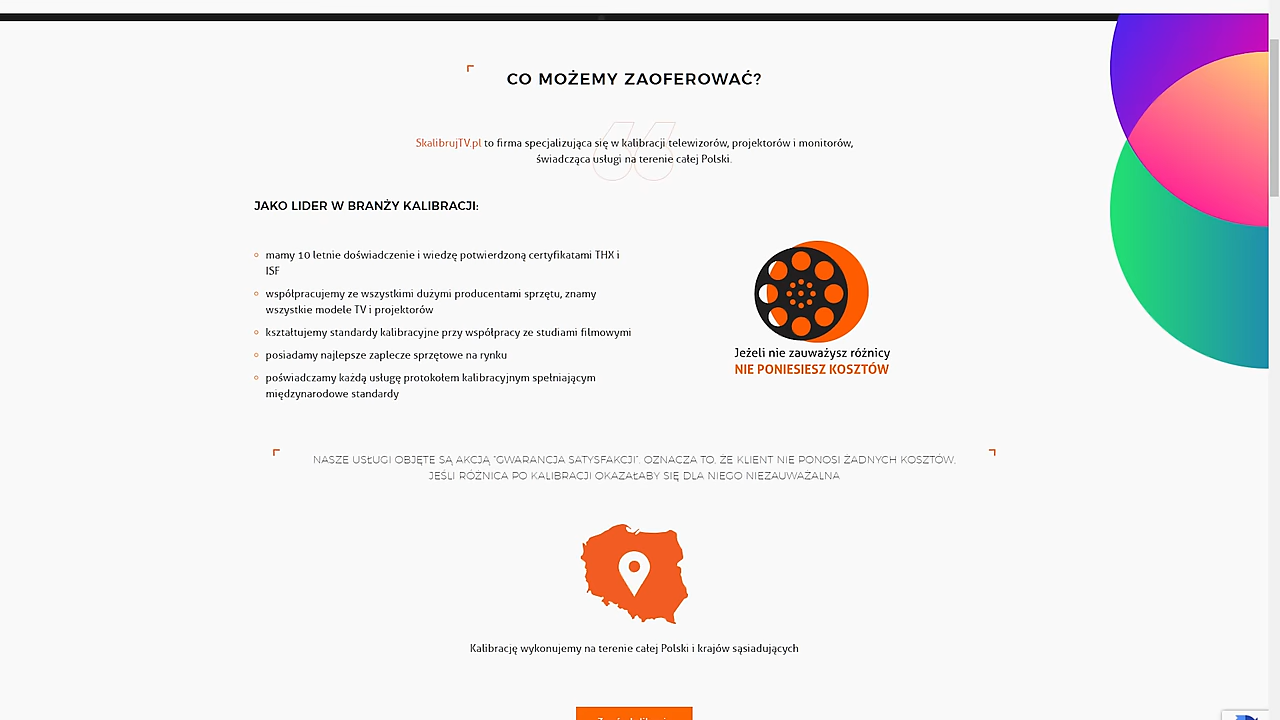 CO MOŻEMY ZAOFEROWAĆ?
SkalibrujTV.pl to firma specjalizująca się w kalibracji telewizorów, projektorów i monitorów,
świadcząca usługi na terenie całej Polski.
JAKO LIDER W BRANŻY KALIBRACJI:
mamy 10 letnie doświadczenie i wiedzę potwierdzoną certyfikatami THX i
ISF
współpracujemy ze wszystkimi dużymi producentami sprzętu, znamy
wszystkie modele TV i projektorów
kształtujemy standardy kalibracyjne przy współpracy ze studiami filmowymi
posiadamy najlepsze zaplecze sprzętowe na rynku
poświadczamy każdą usługę protokołem kalibracyjnym spełniającym
międzynarodowe standardy
Jeżeli nie zauważysz różnicy
NIE PONIESIESZ KOSZTÓW
NASZE USŁUGI OBJĘTE SĄ AKCJĄ "GWARANCJA SATYSFAKCJI". OZNACZA TO, ŻE KLIENT NIE PONOSI ŻADNYCH KOSZTÓW,
JEŚLI RÓŻNICA PO KALIBRACJI OKAZAŁABY SIĘ DLA NIEGO NIEZAUWAŻALNA
Kalibrację wykonujemy na terenie całej Polski i krajów sąsiadujących